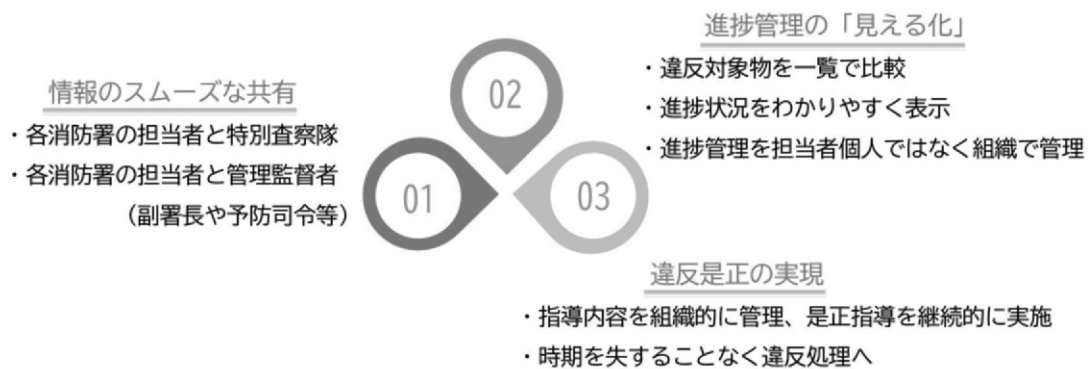 情報のスムーズな共有
・各消防署の担当者と特別査察隊
・各消防署の担当者と管理監督者
（副署長や予防司令等）
01
02
進捗管理の「見える化」
・違反対象物を一覧で比較
・進捗状況をわかりやすく表示
・進捗管理を担当者個人ではなく組織で管理
03
違反是正の実現
・指導内容を組織的に管理、是正指導を継続的に実施
・時期を失することなく違反処理へ